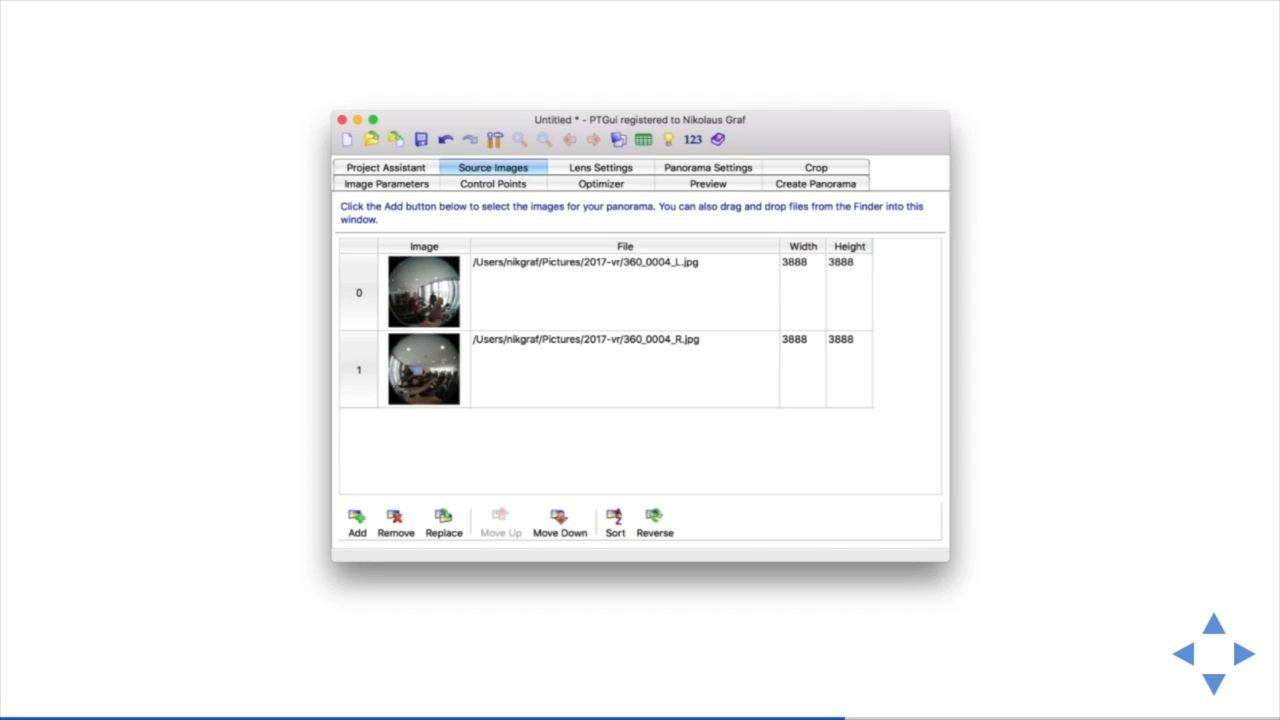 Untitled * - PTGui registered to Nikolaus Graf
123
Project Assistant Source Images Lens Settings Panorama Settings Crop
Image Parameters Control Points Optimizer Preview Create Panorama
Click the Add button below to select the images for your panorama. You can also drag and drop files from the Finder into this
window.
Image File Width Height
0 /Users/nikgraf/Pictures/2017-vr/360_0004_L.jpg 3888 3888
1 /Users/nikgraf/Pictures/2017-vr/360_0004_R.jpg 3888 3888
Add Remove Replace Move Up Move Down Sort Reverse